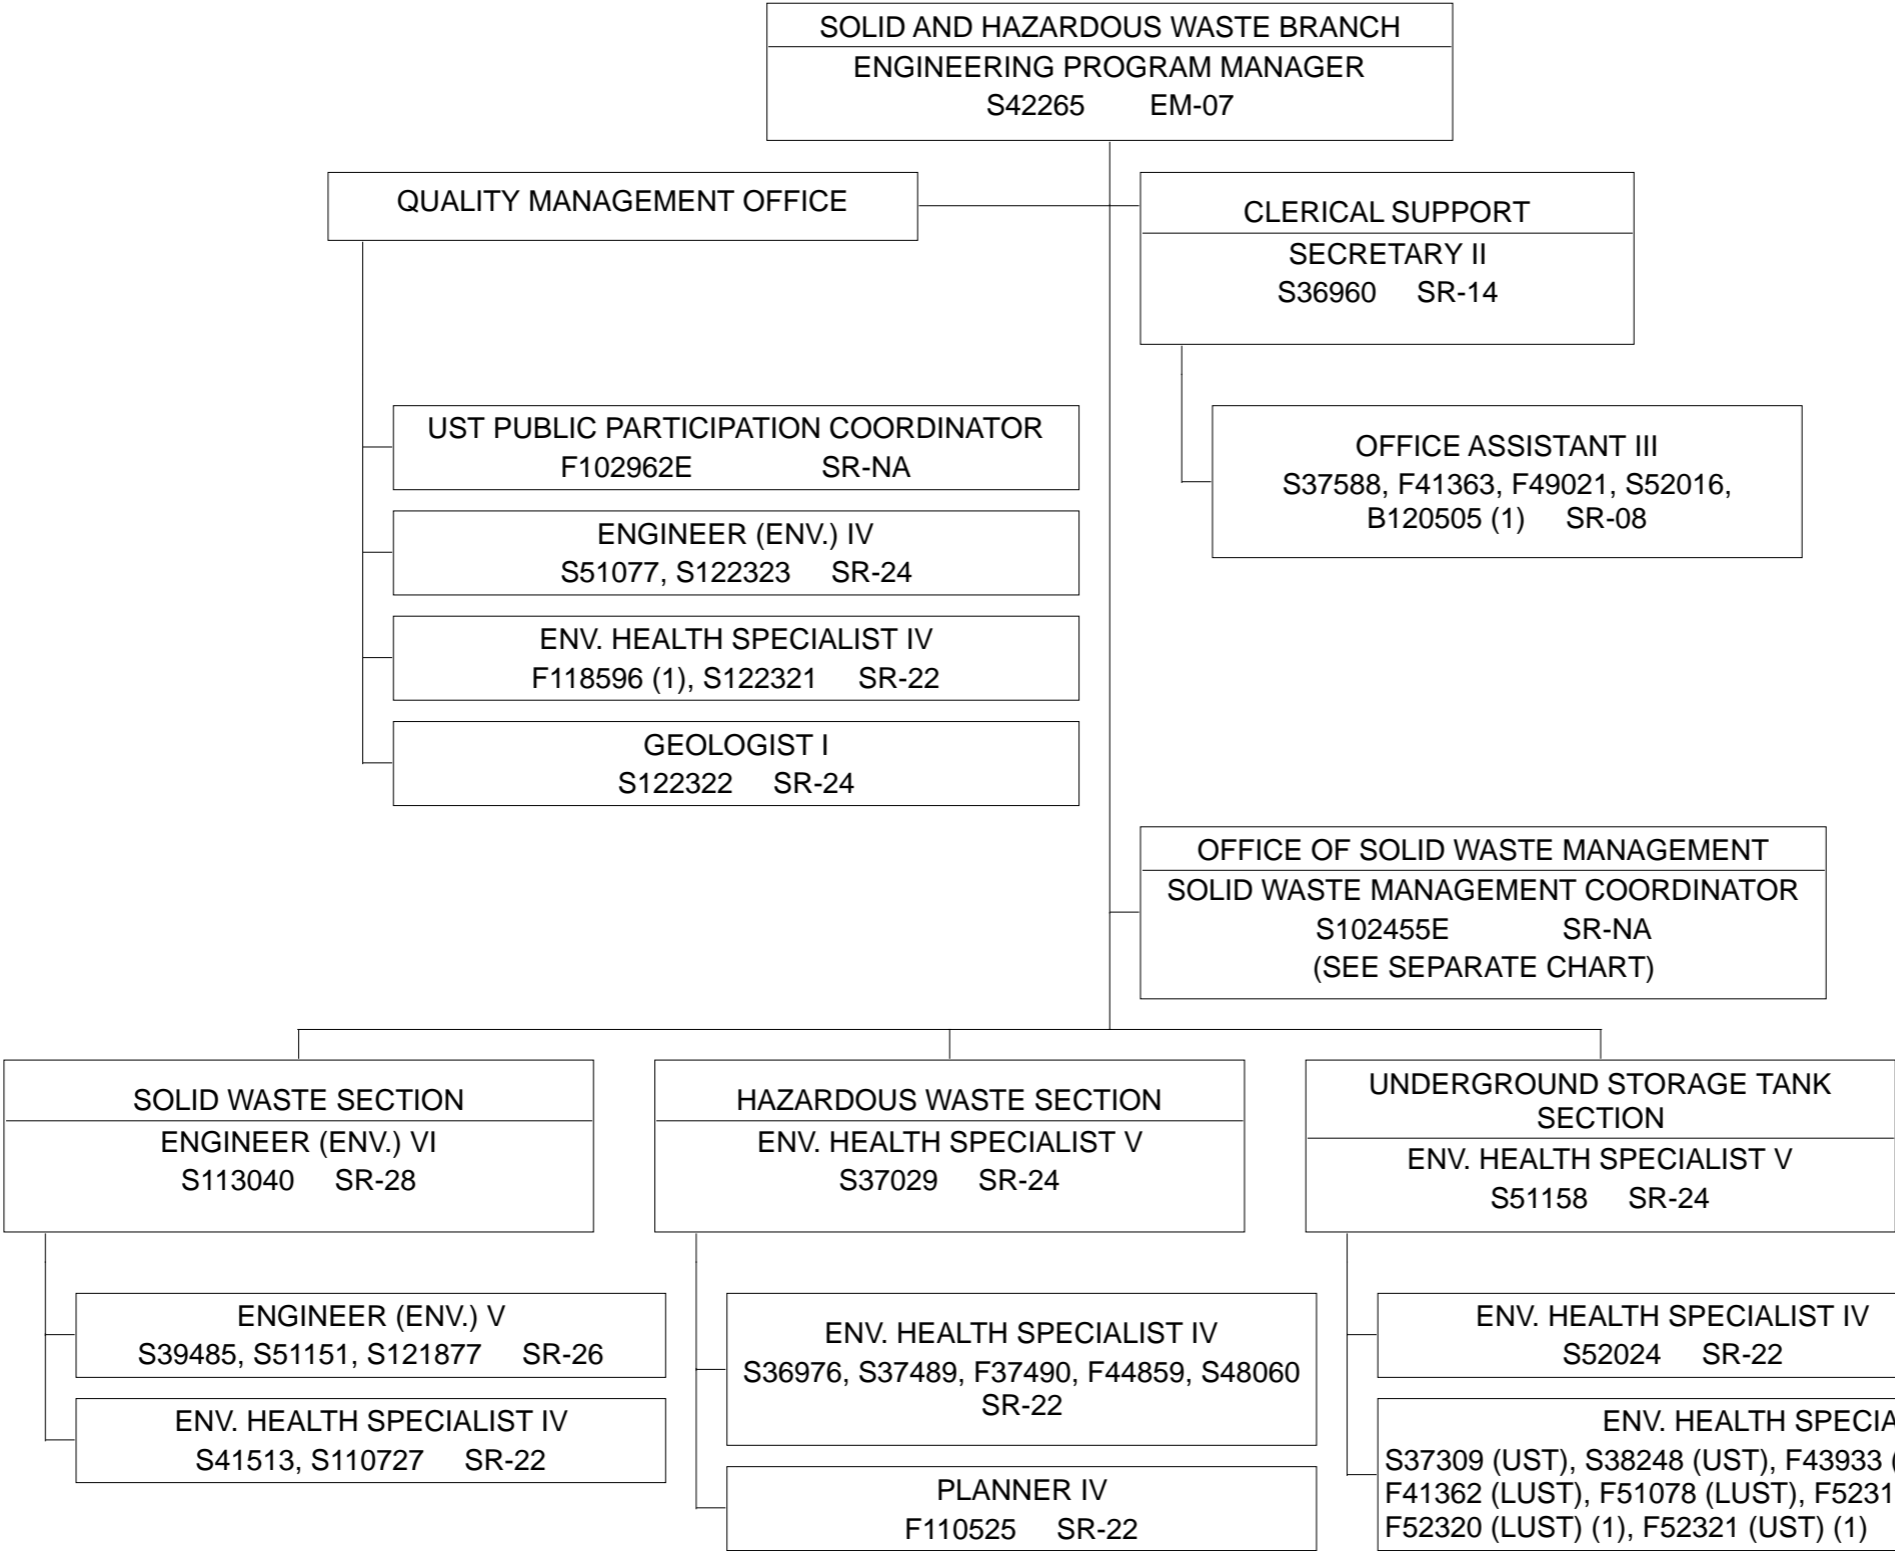 SOLID AND HAZARDOUS WASTE BRANCH
ENGINEERING PROGRAM MANAGER
S42265 EM-07
QUALITY MANAGEMENT OFFICE
CLERICAL SUPPORT
SECRETARY II
S36960 SR-14
OFFICE ASSISTANT III
S37588, F41363, F49021, S52016,
B120505 (1) SR-08
UST PUBLIC PARTICIPATION COORDINATOR
F102962E SR-NA
ENGINEER (ENV.) IV
S51077, S122323 SR-24
ENV. HEALTH SPECIALIST IV
F118596 (1), S122321 SR-22
GEOLOGIST I
S122322 SR-24
OFFICE OF SOLID WASTE MANAGEMENT
SOLID WASTE MANAGEMENT COORDINATOR
S102455E SR-NA
(SEE SEPARATE CHART)
SOLID WASTE SECTION
ENGINEER (ENV.) VI
S113040 SR-28
ENGINEER (ENV.) V
S39485, S51151, S121877 SR-26
ENV. HEALTH SPECIALIST IV
S41513, S110727 SR-22
HAZARDOUS WASTE SECTION
ENV. HEALTH SPECIALIST V
S37029 SR-24
ENV. HEALTH SPECIALIST IV
S36976, S37489, F37490, F44859, S48060
SR-22
PLANNER IV
F110525 SR-22
UNDERGROUND STORAGE TANK
SECTION
ENV. HEALTH SPECIALIST V
S51158 SR-24
ENV. HEALTH SPECIALIST IV
S52024 SR-22
ENV. HEALTH
S37309 (UST), S38248 (UST), F43933
F41362 (LUST), F51078 (LUST),
F52320 (LUST) (1), F52321 (UST) (1)